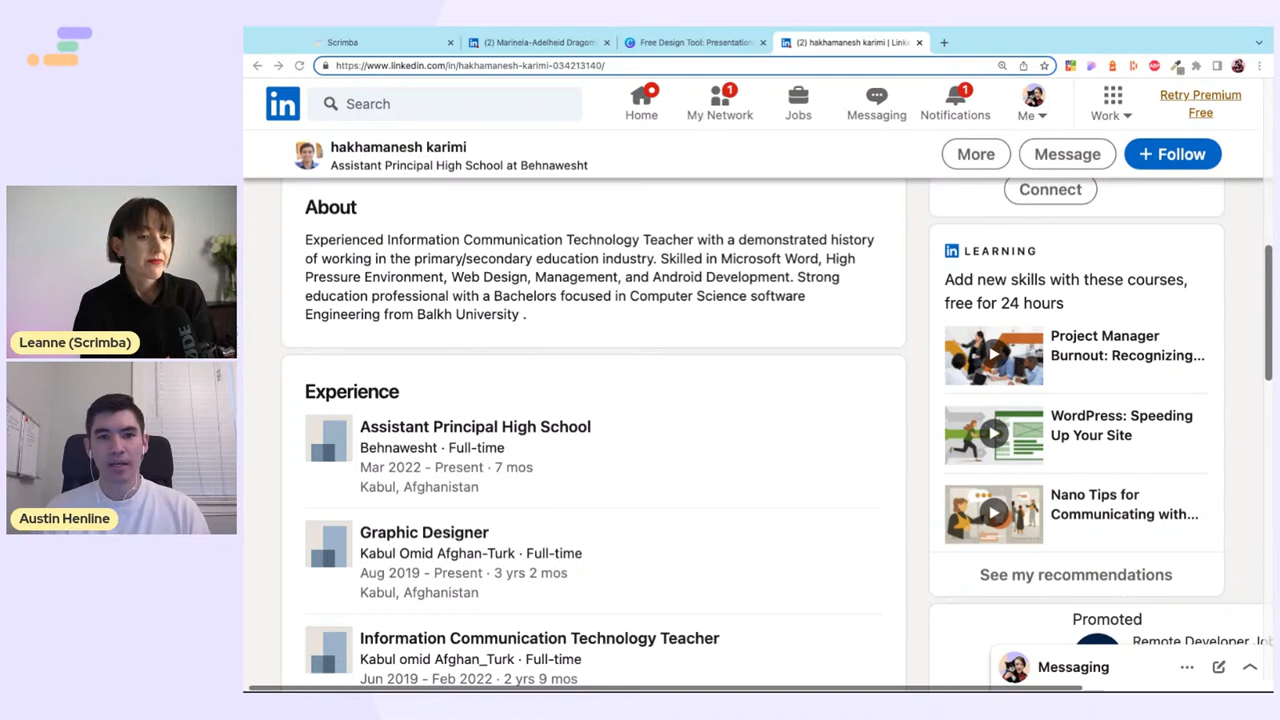 Scrimba
(2) Marinela-Adelheid Dragom
Free Design Tool: Presentation
(2) hakhamanesh karimi | Linke
https://www.linkedin.com/in/hakhamanesh-karimi-034213140/
in
Search
Home
1
My Network
Jobs
Messaging
1
Notifications
Me
Work
Retry Premium
Free
hakhamanesh karimi
Assistant Principal High School at Behnawesht
More
Message
+ Follow
Connect
About
Experienced Information Communication Technology Teacher with a demonstrated history
of working in the primary/secondary education industry. Skilled in Microsoft Word, High
Pressure Environment, Web Design, Management, and Android Development. Strong
education professional with a Bachelors focused in Computer Science software
Engineering from Balkh University .
Experience
Assistant Principal High School
Behnawesht · Full-time
Mar 2022 - Present · 7 mos
Kabul, Afghanistan
Graphic Designer
Kabul Omid Afghan-Turk · Full-time
Aug 2019 - Present · 3 yrs 2 mos
Kabul, Afghanistan
Information Communication Technology Teacher
Kabul omid Afghan_Turk · Full-time
Jun 2019 - Feb 2022 · 2 yrs 9 mos
in LEARNING
Add new skills with these courses,
free for 24 hours
Project Manager
Burnout: Recognizing...
WordPress: Speeding
Up Your Site
Nano Tips for
Communicating with...
See my recommendations
Promoted
Remote Developer Job
Messaging
Leanne (Scrimba)
Austin Henline